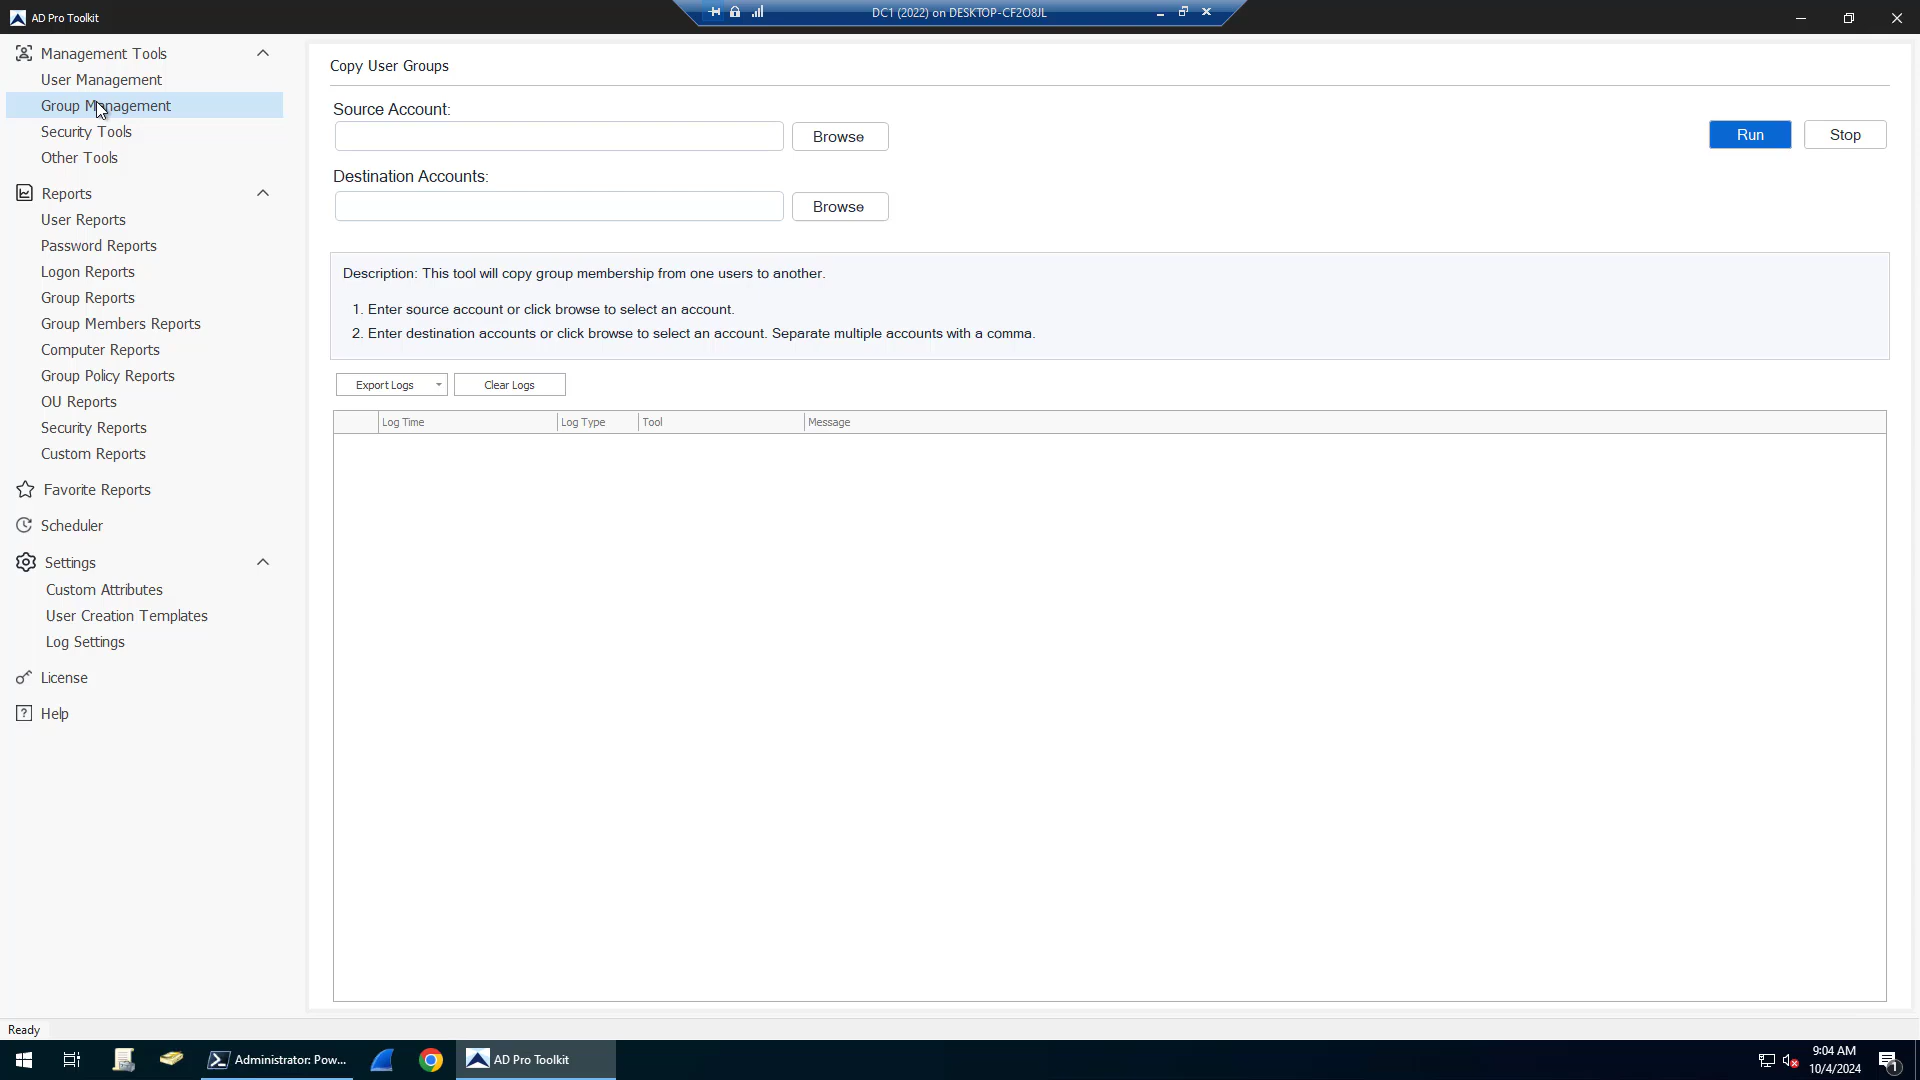 AD Pro Toolkit
DC1 (2022) on DESKTOP-CF2O8JL
Management Tools
User Management
Group Management
Security Tools
Other Tools
Reports
User Reports
Password Reports
Logon Reports
Group Reports
Group Members Reports
Computer Reports
Group Policy Reports
OU Reports
Security Reports
Custom Reports
Favorite Reports
Scheduler
Settings
Custom Attributes
User Creation Templates
Log Settings
License
Help
Copy User Groups
Source Account:
Browse
Run
Stop
Destination Accounts:
Browse
Description: This tool will copy group membership from one users to another.
1. Enter source account or click browse to select an account.
2. Enter destination accounts or click browse to select an account. Separate multiple accounts with a comma.
Export Logs
Clear Logs
Log Time
Log Type
Tool
Message
Ready
Administrator: Pow...
AD Pro Toolkit
9:04 AM
10/4/2024
1